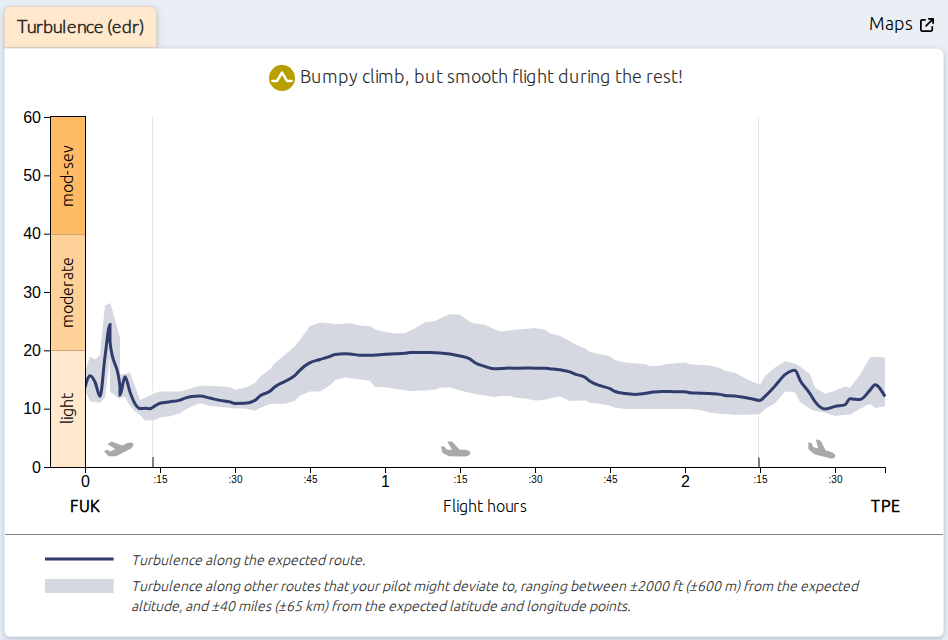 Turbulence (edr)
Maps
Bumpy climb, but smooth flight during the rest!
60
50
40
30
20
10
0
mod-sev
moderate
light
0 :15 :30 :45 1 :15 :30 :45 2 :15 :30
FUK Flight hours TPE
Turbulence along the expected route.
Turbulence along other routes that your pilot might deviate to, ranging between ±2000 ft (±600 m) from the expected
altitude, and ±40 miles (±65 km) from the expected latitude and longitude points.